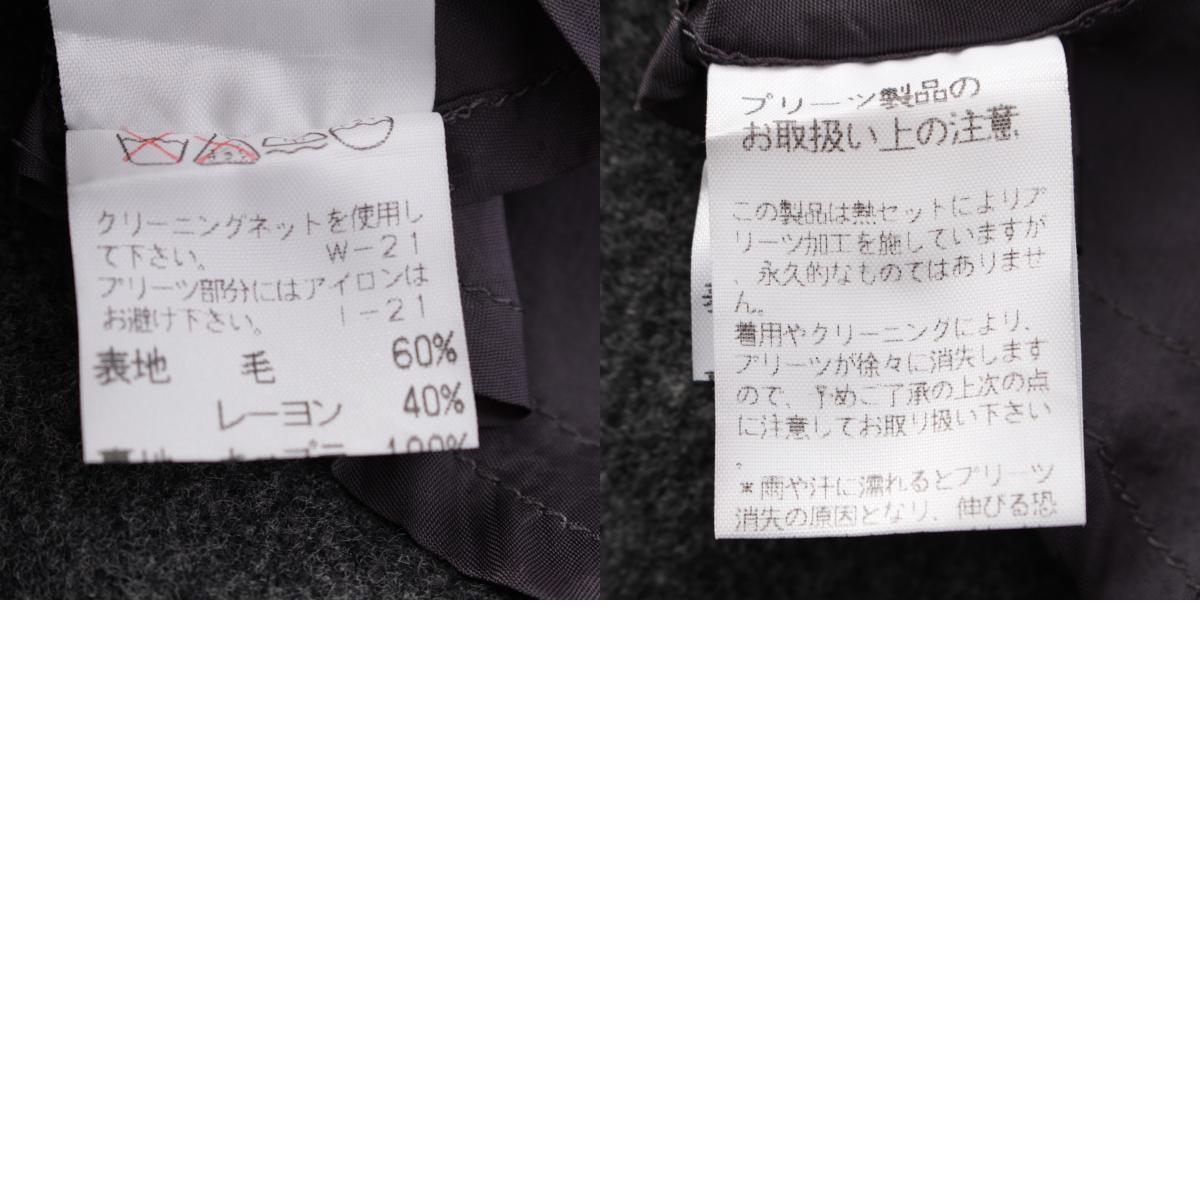 クリーニングネットを使用し
て下さい。 W-21
プリーツ部分にはアイロンは
お避け下さい。 I-21
表地 毛 60%
レーヨン 40%
裏地 キュプラ 100%
プリーツ製品の
お取扱い上の注意
この製品は熱セットによりプ
リーツ加工を施していますが
、永久的なものてはありませ
ん。
着用やクリーニングにより、
プリーツが徐々に消失します
ので、予めご了承の上次の点
に注意してお取り扱い下さい
。
*雨や汗に濡れるとプリーツ
消失の原因となり、伸びる恐